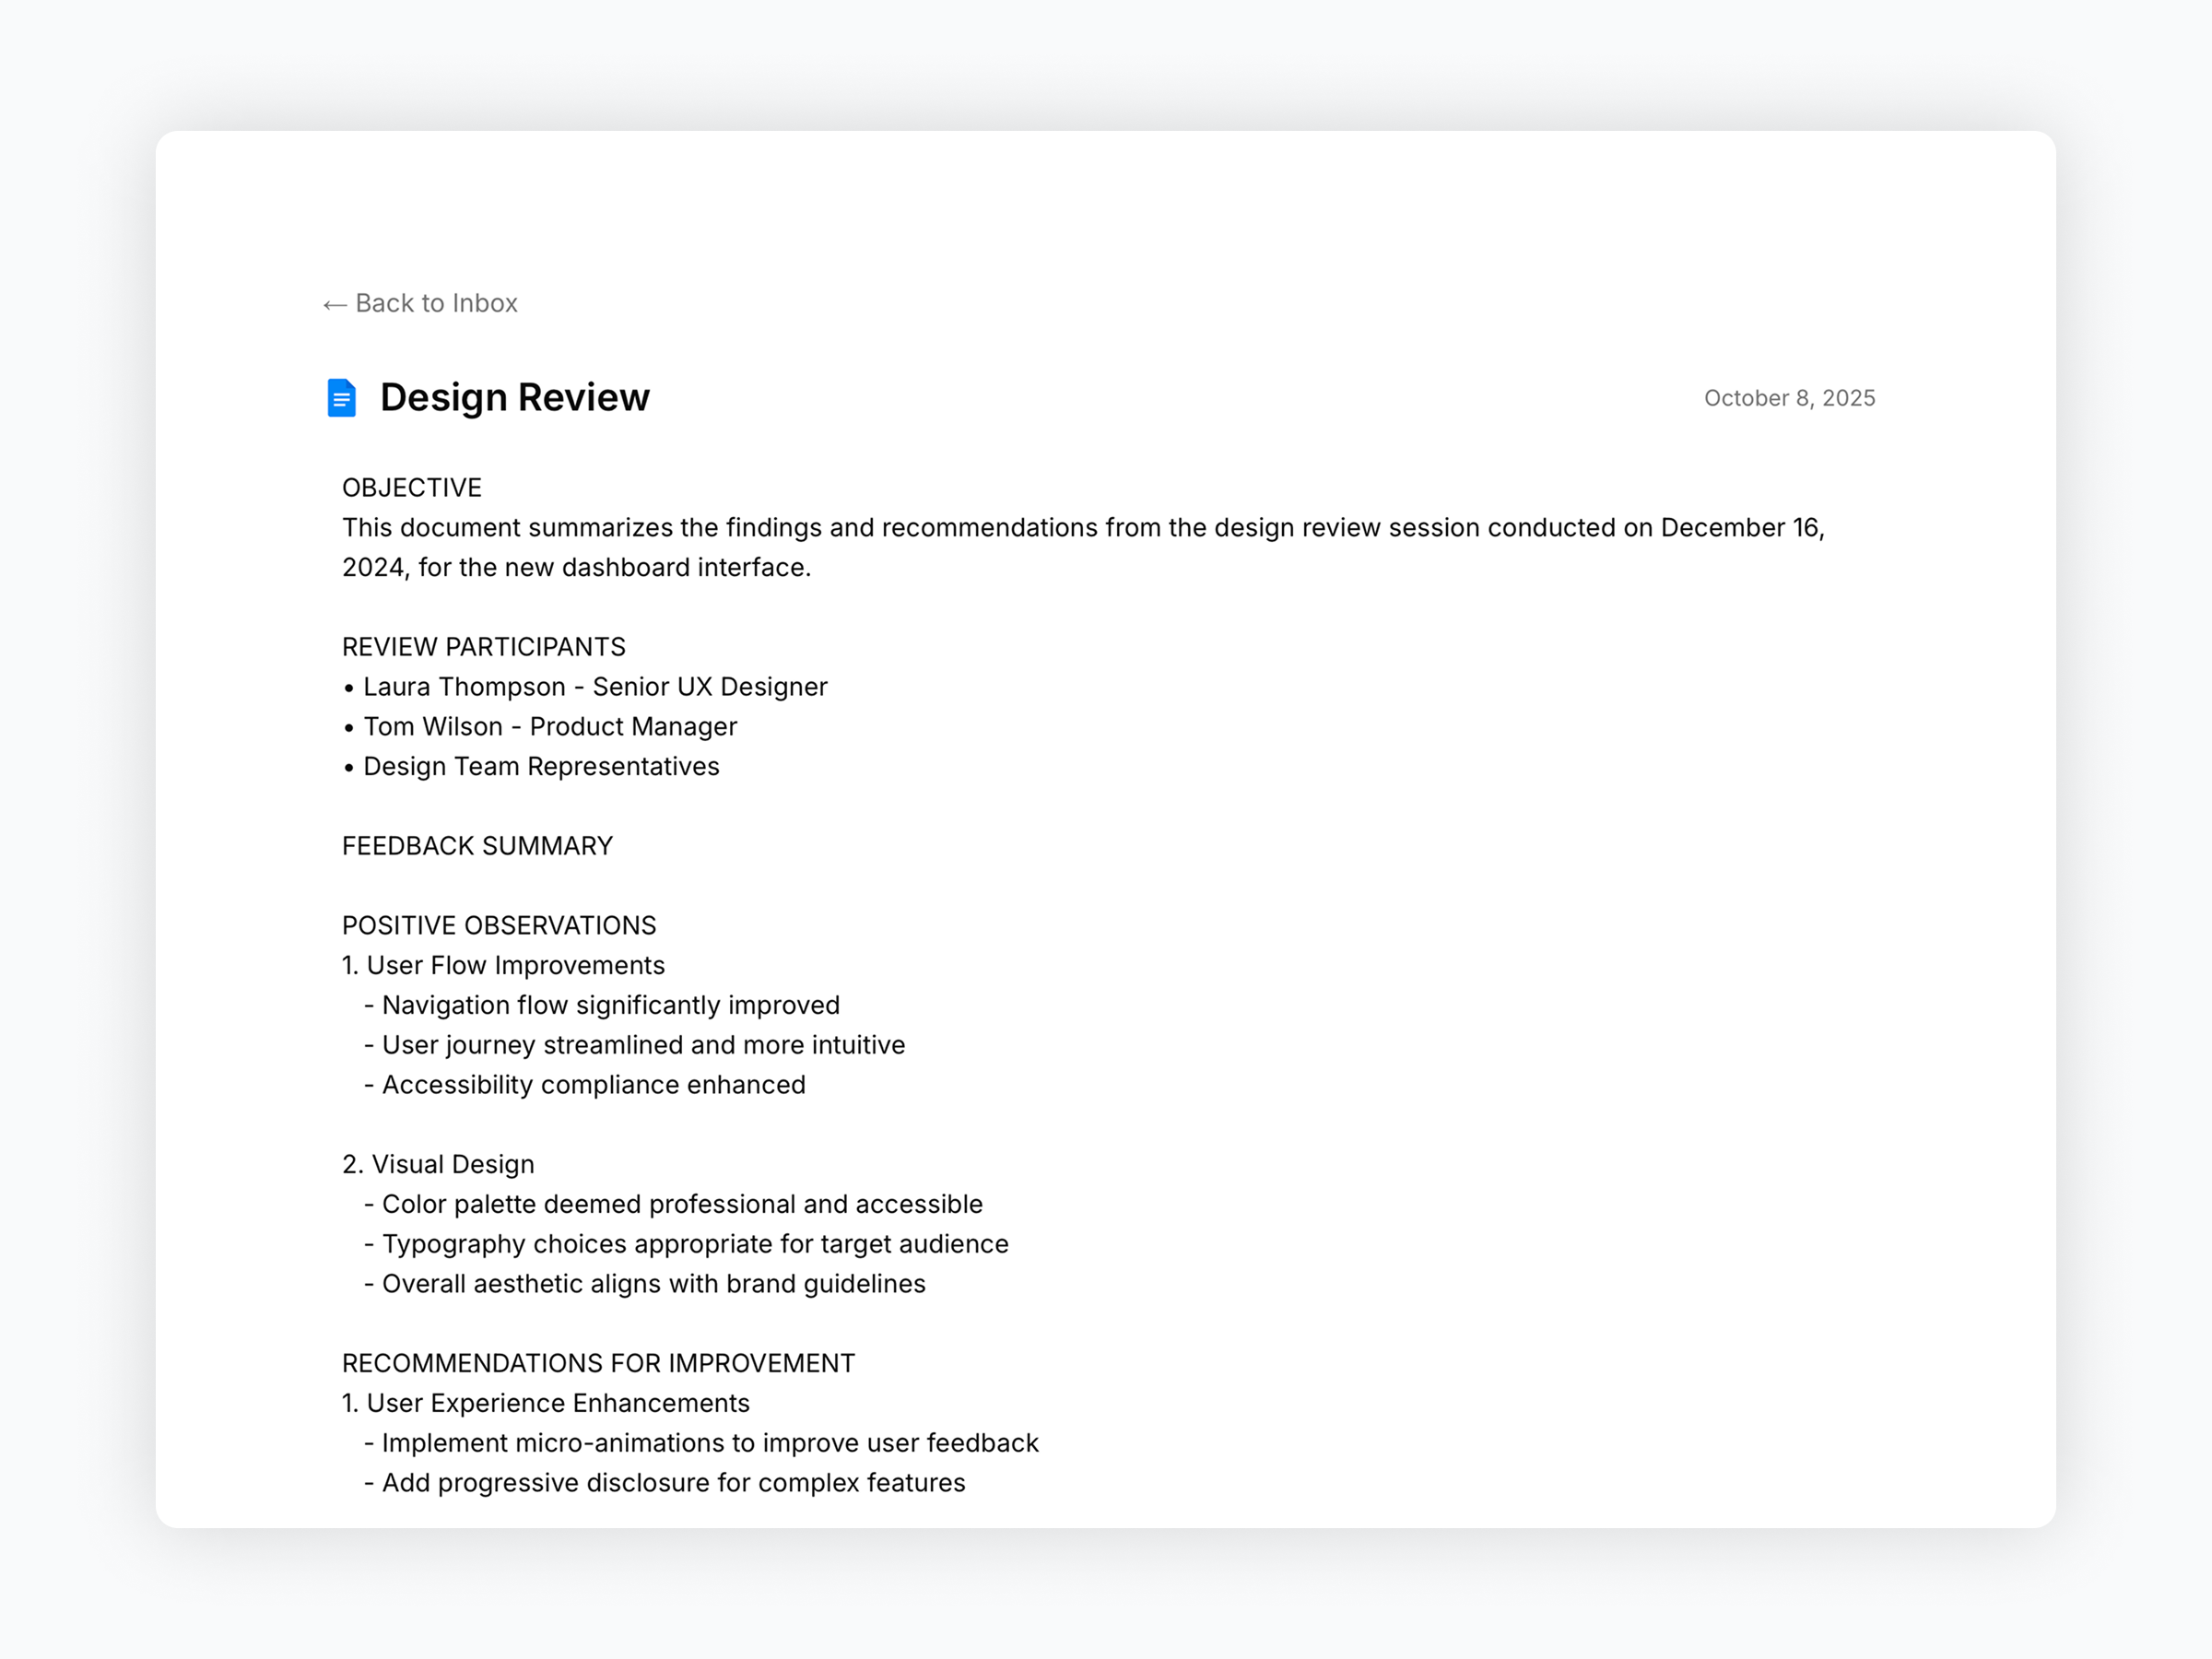 ← Back to Inbox
Design Review
October 8, 2025
OBJECTIVE
This document summarizes the findings and recommendations from the design review session conducted on December 16,
2024, for the new dashboard interface.
REVIEW PARTICIPANTS
• Laura Thompson - Senior UX Designer
• Tom Wilson - Product Manager
• Design Team Representatives
FEEDBACK SUMMARY
POSITIVE OBSERVATIONS
1. User Flow Improvements
- Navigation flow significantly improved
- User journey streamlined and more intuitive
- Accessibility compliance enhanced
2. Visual Design
- Color palette deemed professional and accessible
- Typography choices appropriate for target audience
- Overall aesthetic aligns with brand guidelines
RECOMMENDATIONS FOR IMPROVEMENT
1. User Experience Enhancements
- Implement micro-animations to improve user feedback
- Add progressive disclosure for complex features